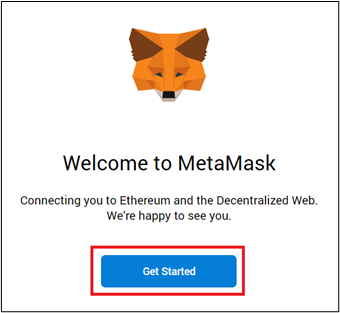 Welcome to MetaMask
Connecting you to Ethereum and the Decentralized Web.
We're happy to see you.
Get Started